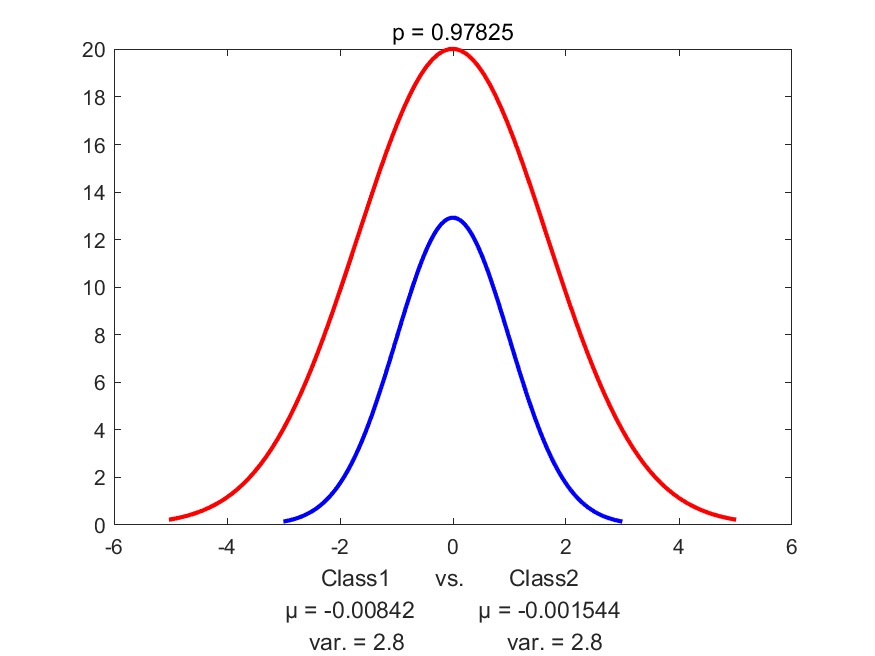 p = 0.97825
20
18
16
14
12
10
8
6
4
2
0
-6 -4 -2 0 2 4 6
Class1 vs. Class2
μ = -0.00842 μ = -0.001544
var. = 2.8 var. = 2.8